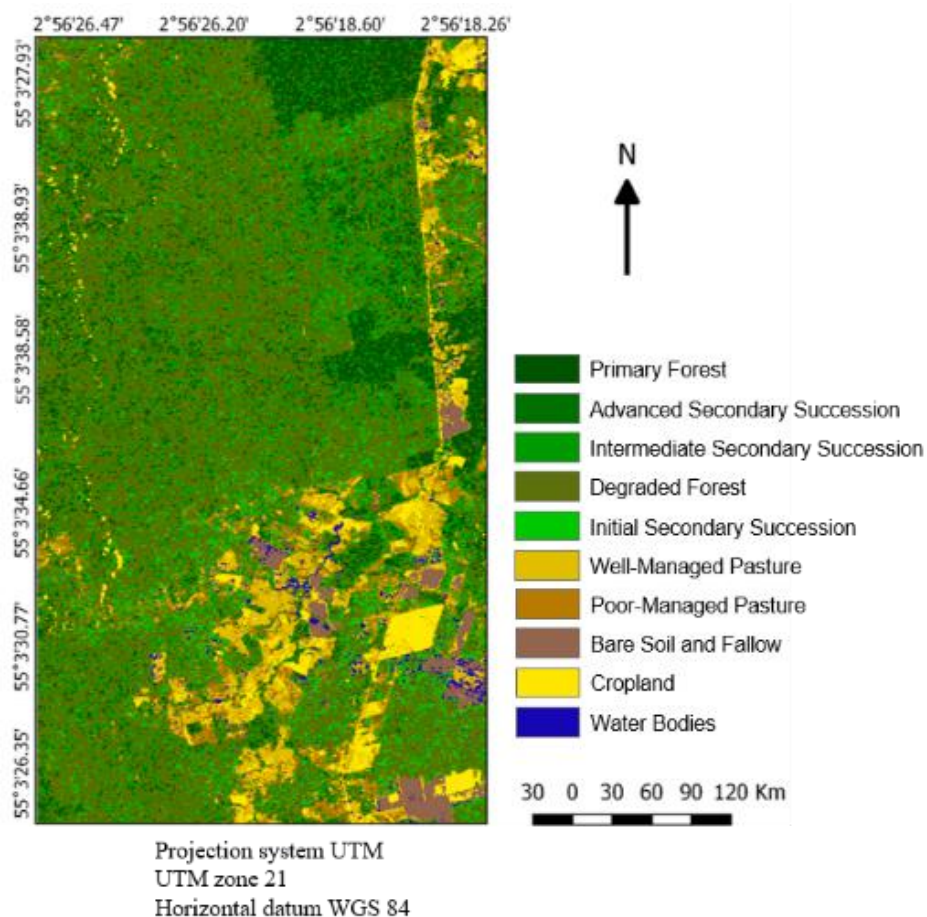 2°56'26.47' 2°56'26.20' 2°56'18.60' 2°56'18.26'
55°3'27.93'
55°3'38.93'
55°3'38.58'
55°3'34.66'
55°3'30.77'
55°3'26.35'
N
Primary Forest
Advanced Secondary Succession
Intermediate Secondary Succession
Degraded Forest
Initial Secondary Succession
Well-Managed Pasture
Poor-Managed Pasture
Bare Soil and Fallow
Cropland
Water Bodies
30 0 30 60 90 120 Km
Projection system UTM
UTM zone 21
Horizontal datum WGS 84